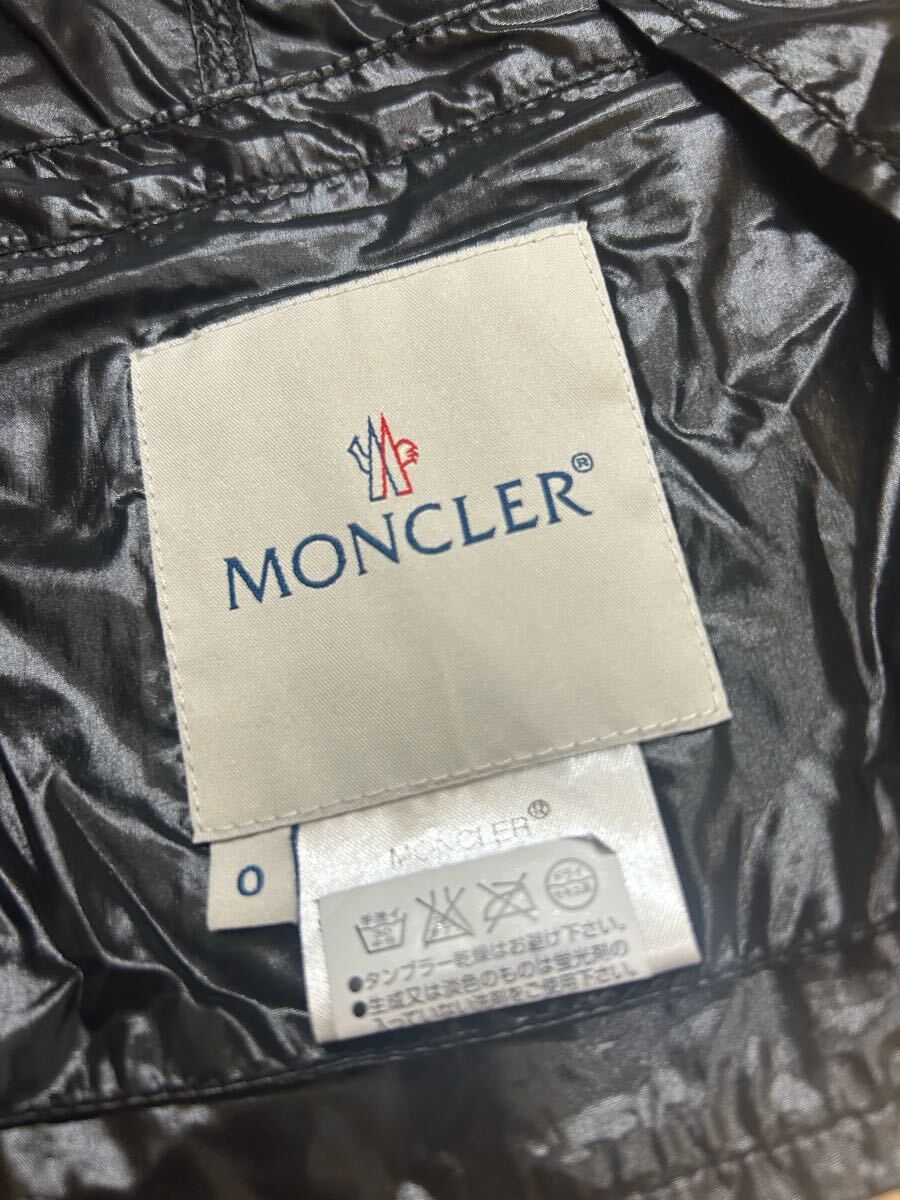 MONCLER®
0
MONCLER®
手洗イ
ドライ
●タンブラー乾燥はお避け下さい。
●生成又は淡色のものは蛍光剤の
入っていない洗剤をご使用下さい。